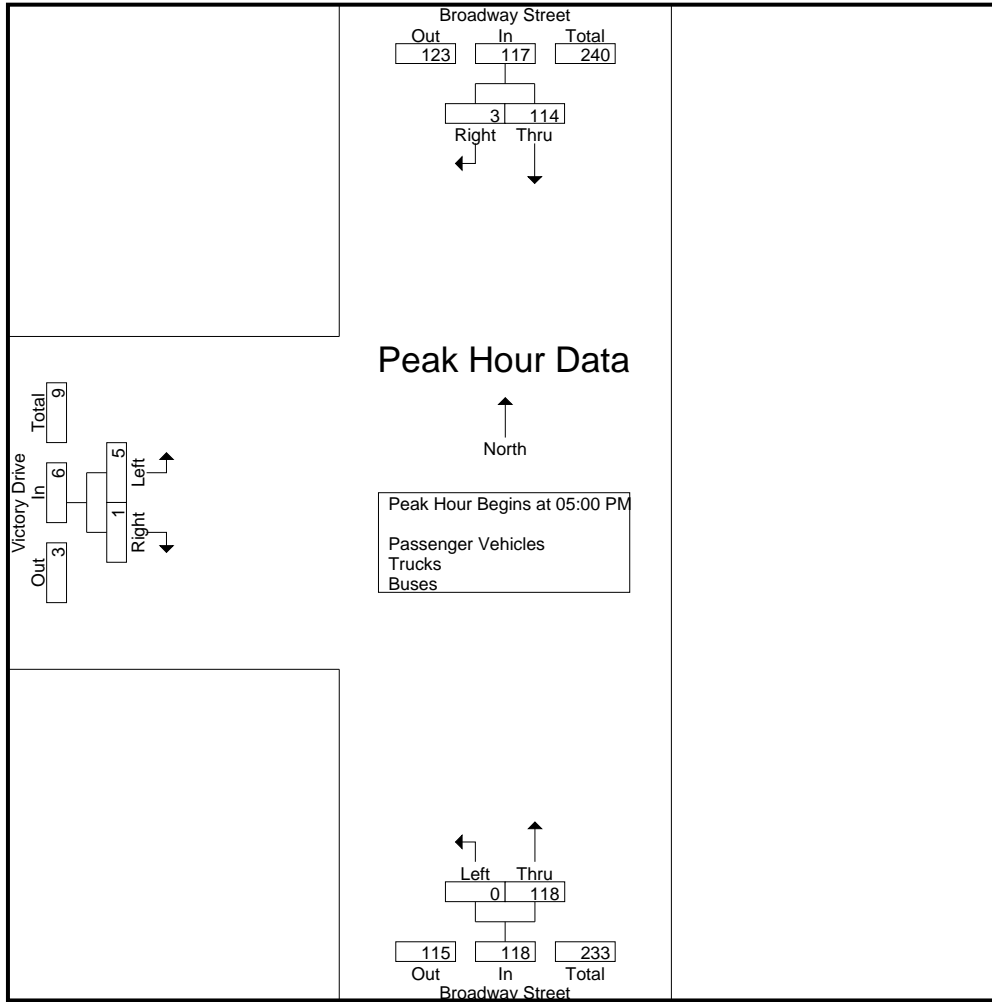 Broadway Street
Out In Total
123 117 240
3 114
Right Thru
Peak Hour Data
North
Peak Hour Begins at 05:00 PM
Passenger Vehicles
Trucks
Buses
Victory Drive
Out In Total
3 6 9
1 5
Right Left
Left Thru
0 118
115 118 233
Out In Total
Broadway Street